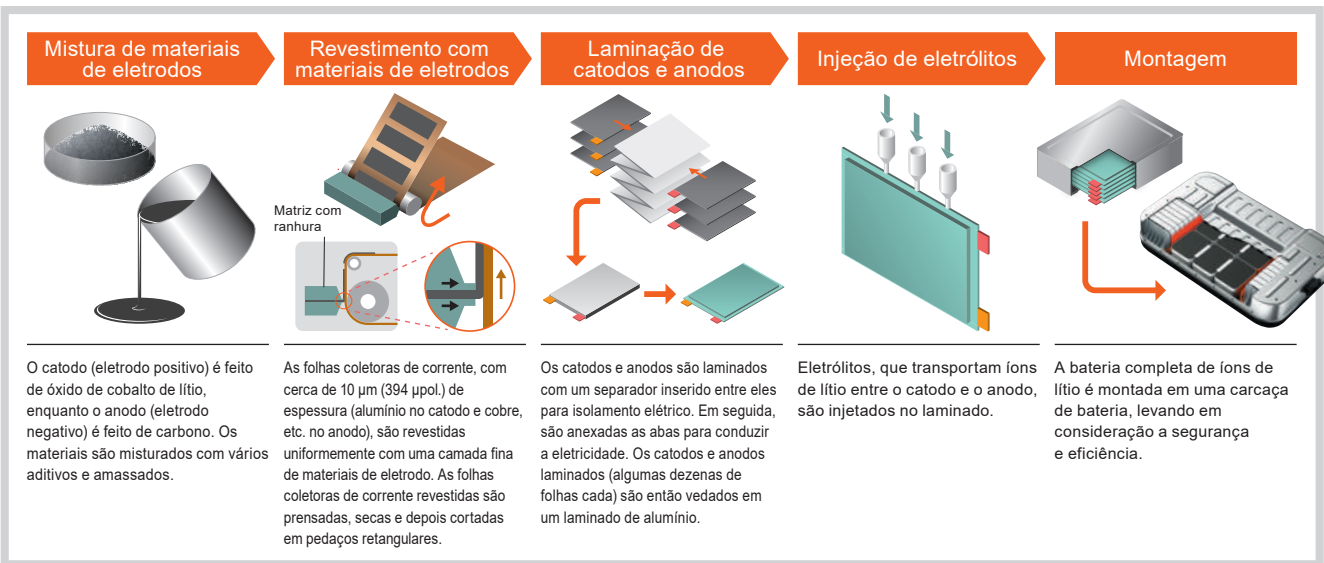 Mistura de materiais
de eletrodos
Revestimento com
materiais de eletrodos
Laminação de
catodos e anodos
Injeção de eletrólitos
Montagem
Matriz com
ranhura
O catodo (eletrodo positivo) é feito
de óxido de cobalto de lítio,
enquanto o anodo (eletrodo
negativo) é feito de carbono. Os
materiais são misturados com vários
aditivos e amassados.
As folhas coletoras de corrente, com
cerca de 10 μm (394 μpol.) de
espessura (alumínio no catodo e cobre,
etc. no anodo), são revestidas
uniformemente com uma camada fina
de materiais de eletrodo. As folhas
coletoras de corrente revestidas são
prensadas, secas e depois cortadas
em pedaços retangulares.
Os catodos e anodos são laminados
com um separador inserido entre eles
para isolamento elétrico. Em seguida,
são anexadas as abas para conduzir
a eletricidade. Os catodos e anodos
laminados (algumas dezenas de
folhas cada) são então vedados em
um laminado de alumínio.
Eletrólitos, que transportam íons
de lítio entre o catodo e o anodo,
são injetados no laminado.
A bateria completa de íons de
lítio é montada em uma carcaça
de bateria, levando em
consideração a segurança
e eficiência.